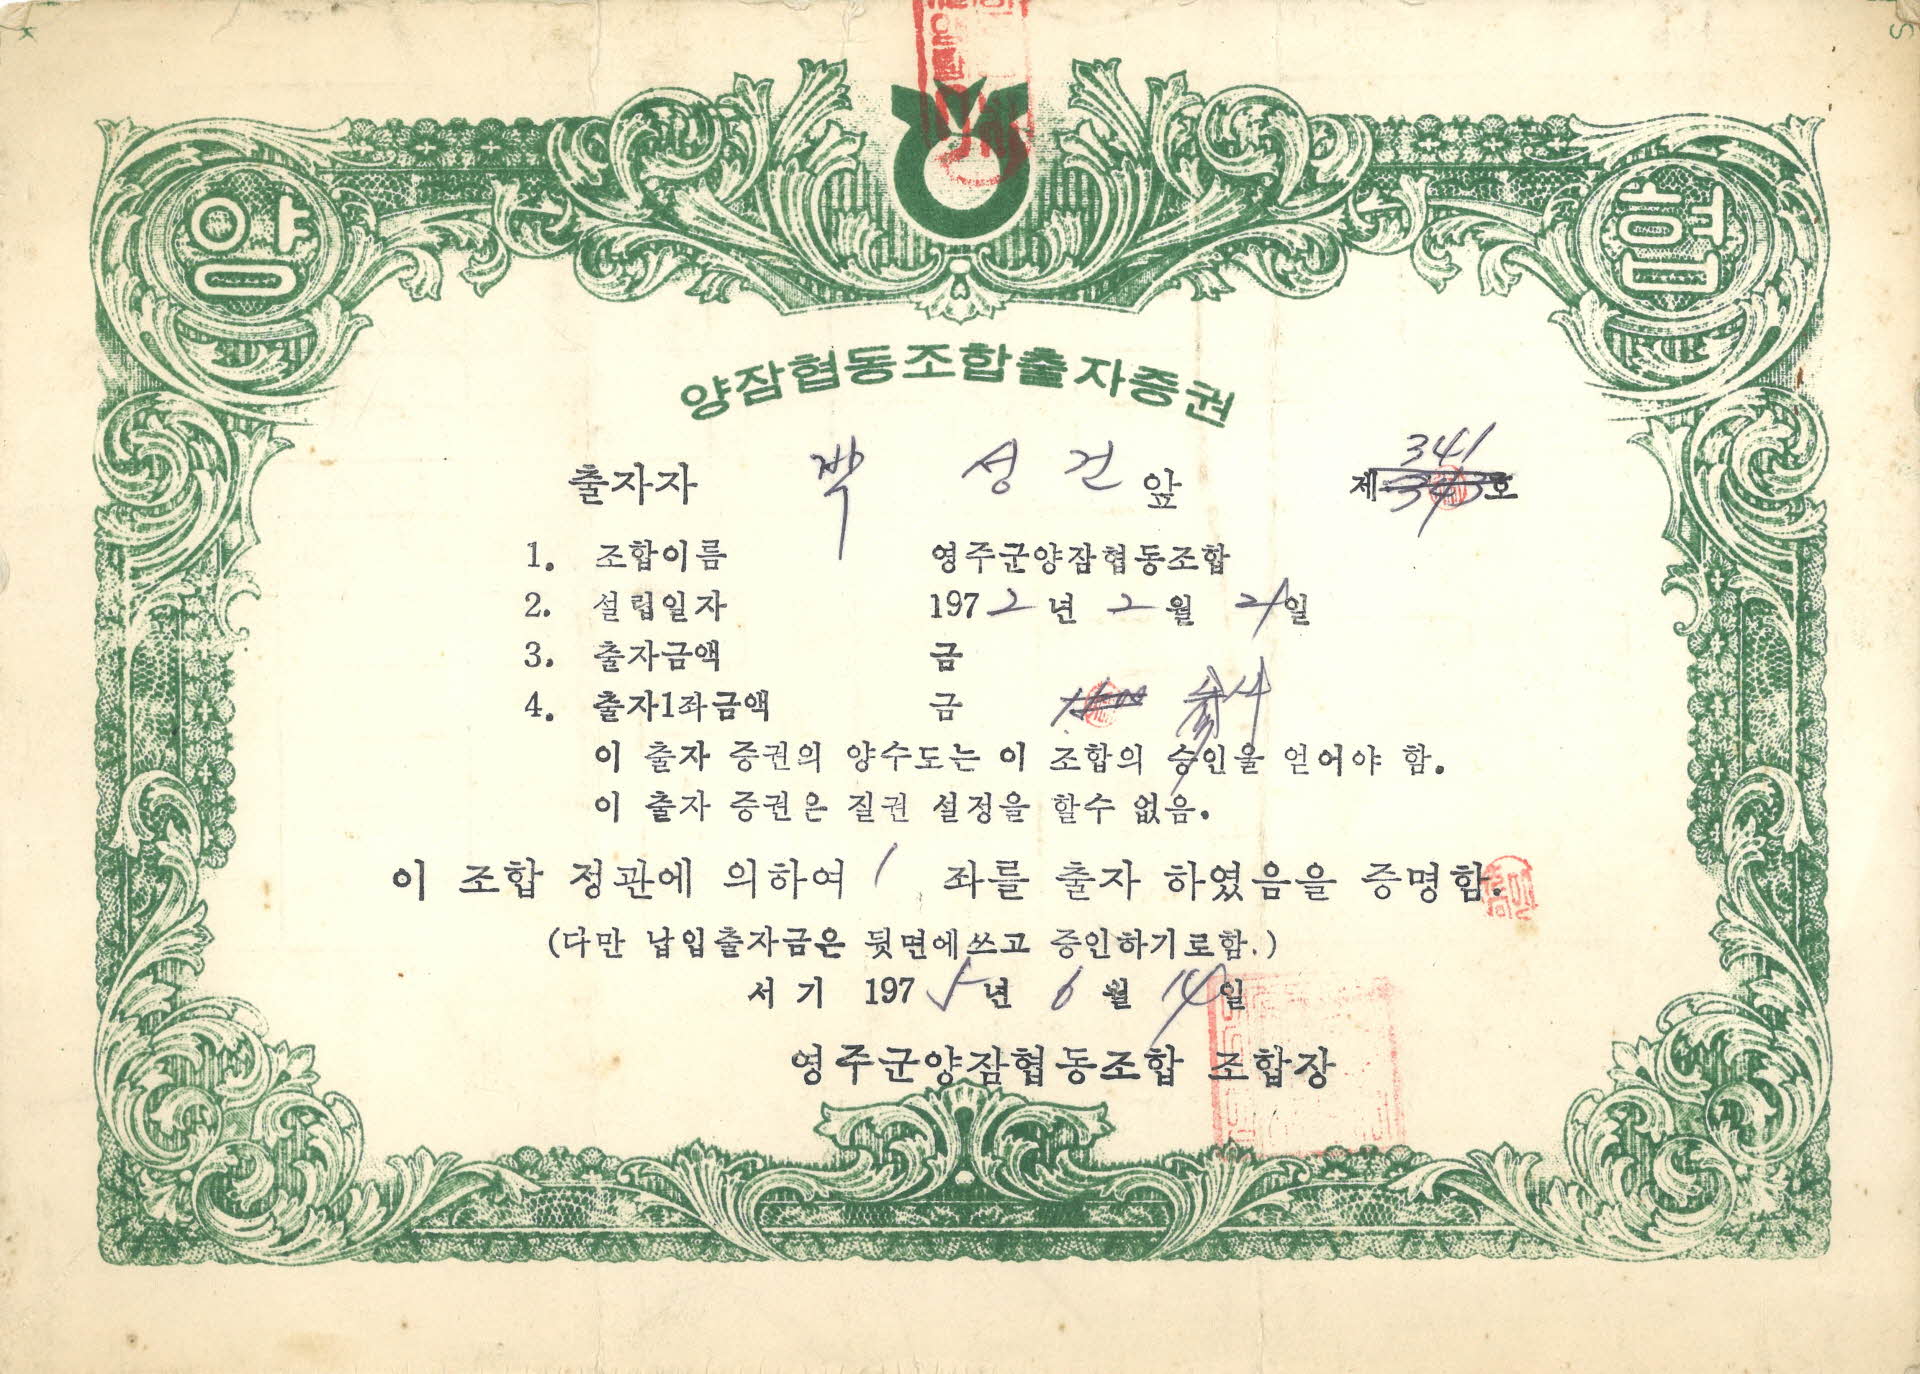 양 협
양잠협동조합출자증권
출자자 박 성 건 앞 제 341 호
1. 조합이름 영주군양잠협동조합
2. 설립일자 1972년 2월 21일
3. 출자금액 금
4. 출자1좌금액 금
이 출자 증권의 양수도는 이 조합의 승인을 얻어야 함.
이 출자 증권은 질권 설정을 할수 없음.
이 조합 정관에 의하여 1 좌를 출자 하였음을 증명함.
(다만 납입출자금은 뒷면에쓰고 증인하기로함.)
서기 1975년 6월 14일
영주군양잠협동조합 조합장